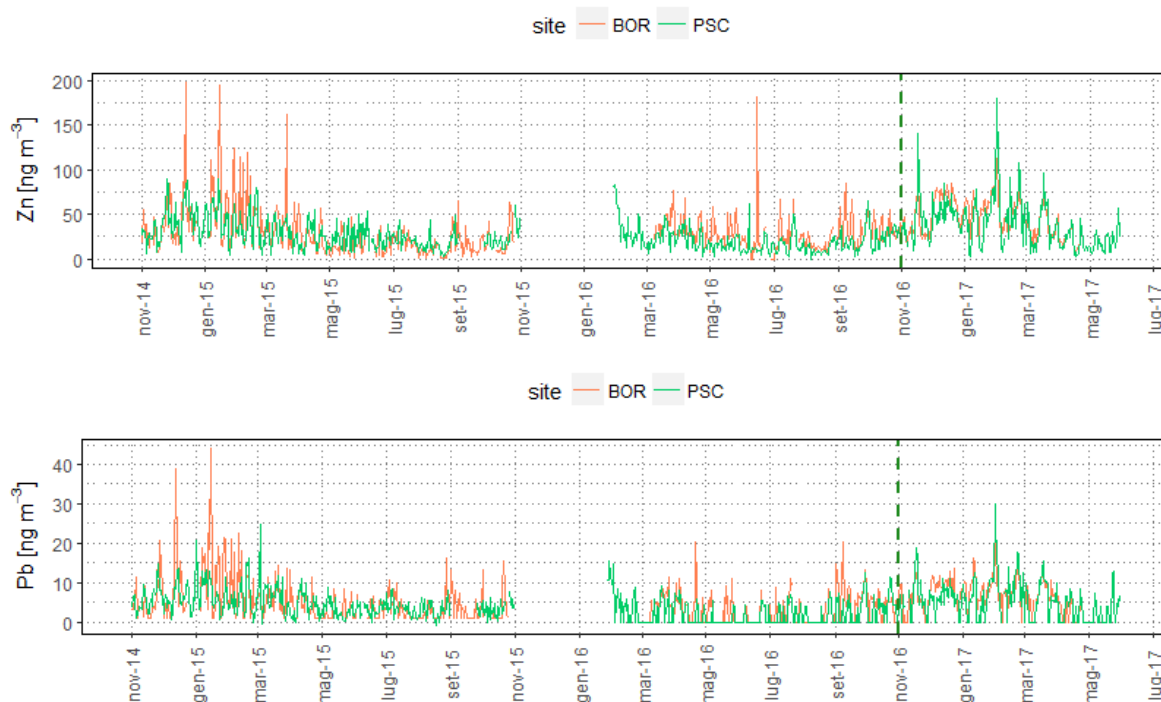 site BOR PSC
Zn [ng m⁻³]
200
150
100
50
0
nov-14 gen-15 mar-15 mag-15 lug-15 set-15 nov-15 gen-16 mar-16 mag-16 lug-16 set-16 nov-16 gen-17 mar-17 mag-17 lug-17
site BOR PSC
Pb [ng m⁻³]
40
30
20
10
0
nov-14 gen-15 mar-15 mag-15 lug-15 set-15 nov-15 gen-16 mar-16 mag-16 lug-16 set-16 nov-16 gen-17 mar-17 mag-17 lug-17